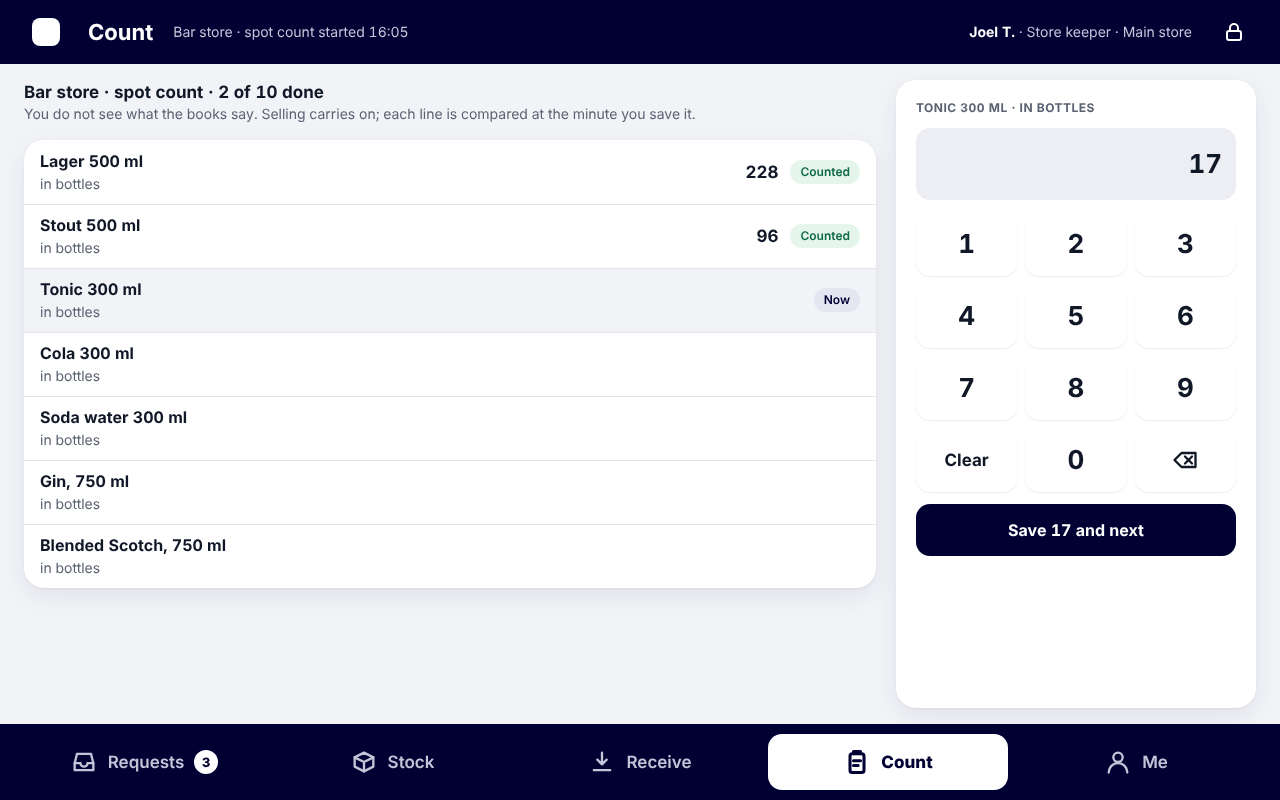 Count
Bar store · spot count started 16:05
Joel T. · Store keeper · Main store
Bar store · spot count · 2 of 10 done
You do not see what the books say. Selling carries on; each line is compared at the minute you save it.
Lager 500 ml
in bottles
228
Counted
Stout 500 ml
in bottles
96
Counted
Tonic 300 ml
in bottles
Now
Cola 300 ml
in bottles
Soda water 300 ml
in bottles
Gin, 750 ml
in bottles
Blended Scotch, 750 ml
in bottles
TONIC 300 ML · IN BOTTLES
17
1 2 3
4 5 6
7 8 9
Clear 0
Save 17 and next
Requests 3
Stock
Receive
Count
Me